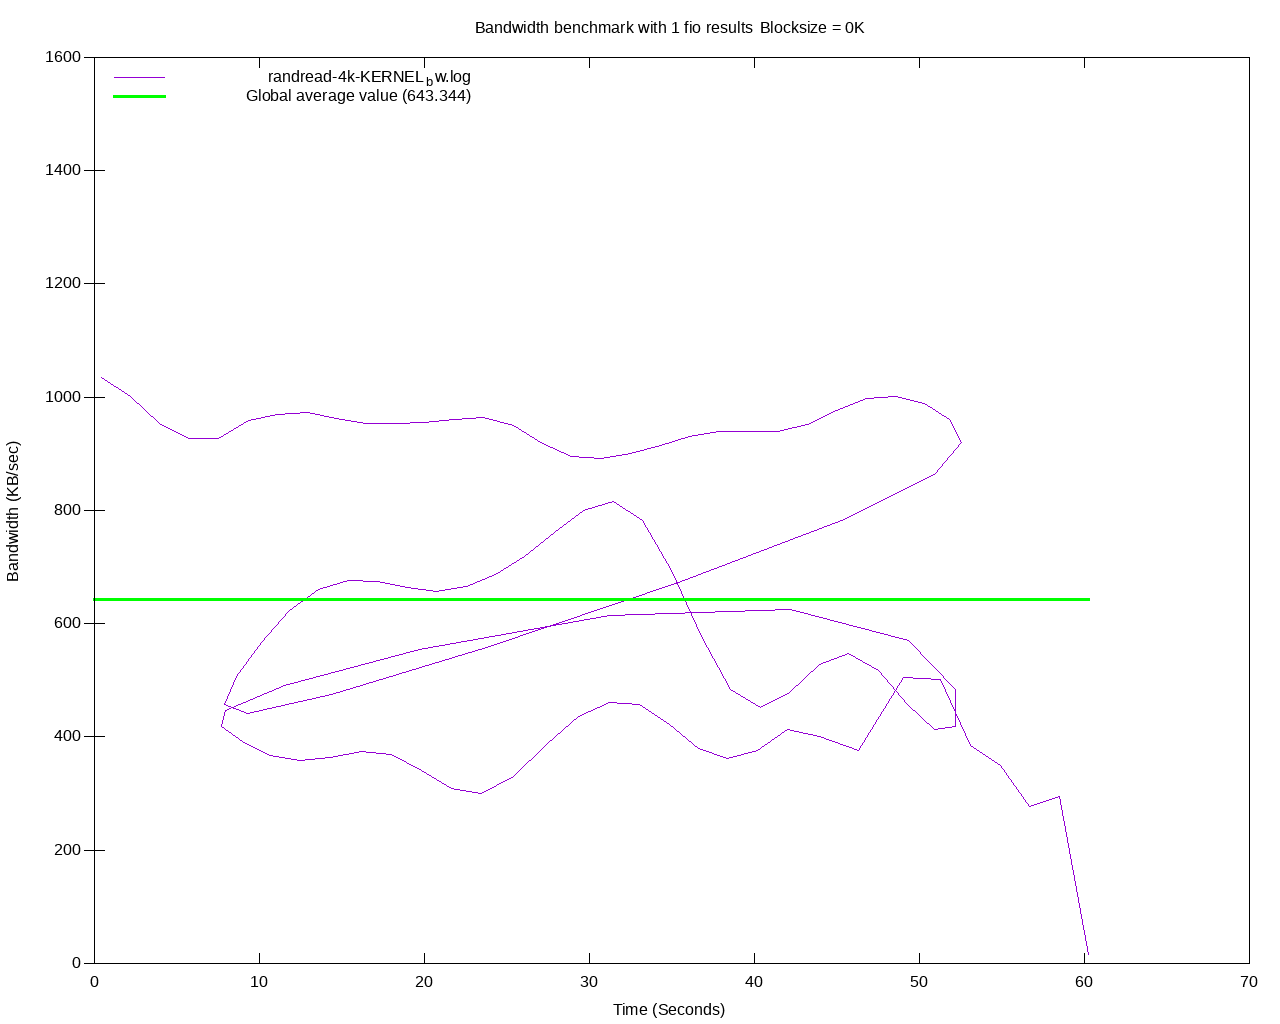 Bandwidth benchmark with 1 fio results Blocksize = 0K
1600
1400
1200
1000
800
600
400
200
0
randread-4k-KERNEL_bw.log
Global average value (643.344)
Bandwidth (KB/sec)
0 10 20 30 40 50 60 70
Time (Seconds)